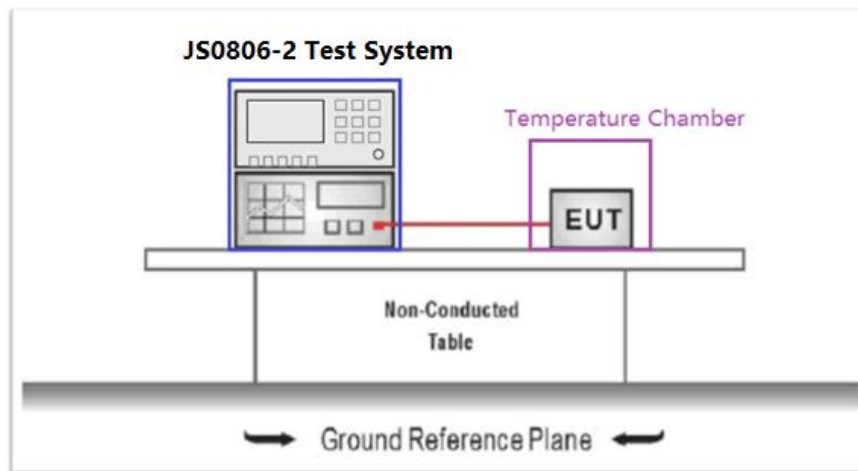 JS0806-2 Test System
Temperature Chamber
EUT
Non-Conducted
Table
Ground Reference Plane